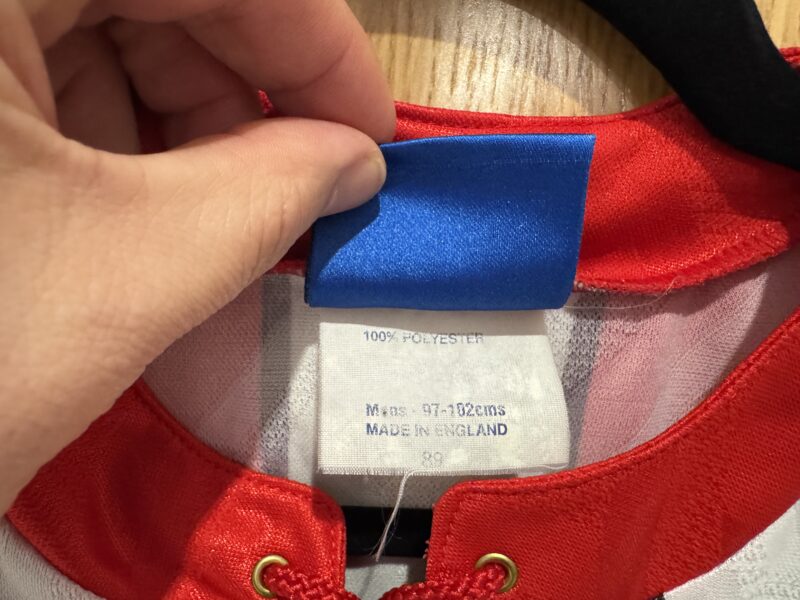 100% POLYESTER
Mens - 97-102cms
MADE IN ENGLAND
89